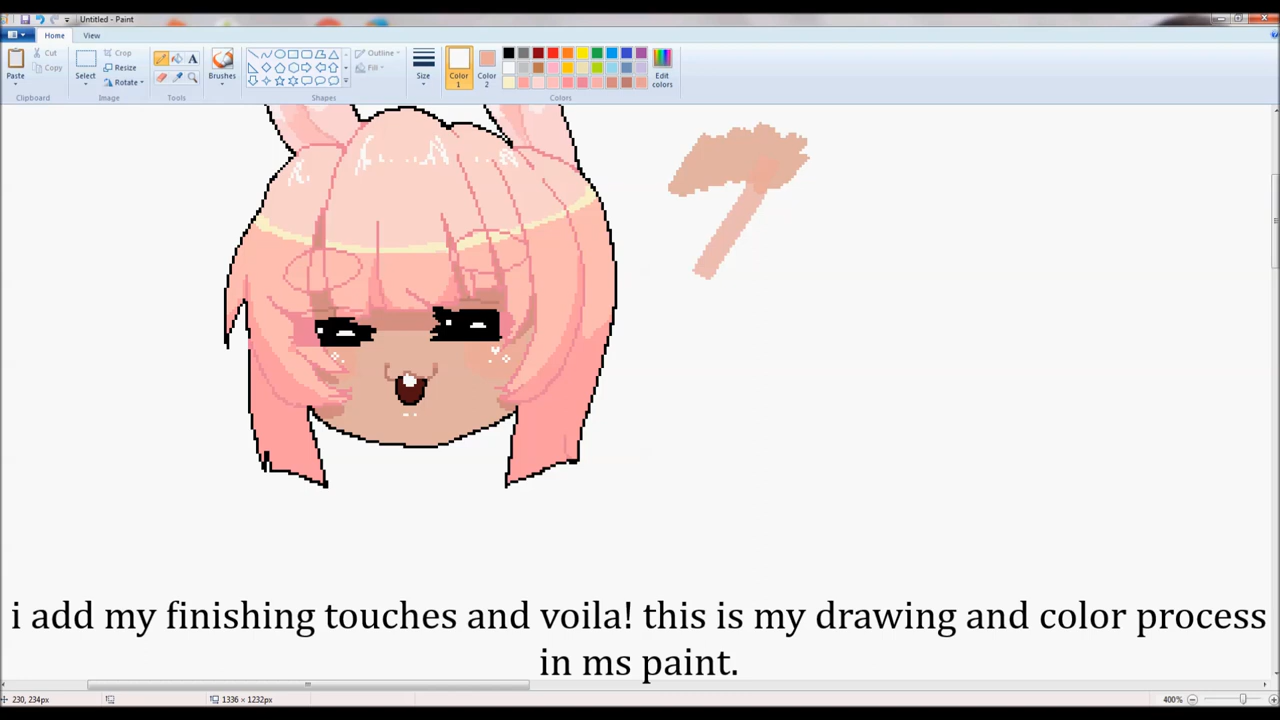 Untitled - Paint
Home View
Paste
Cut
Copy
Clipboard
Select
Crop
Resize
Rotate
Image
A
Tools
Brushes
Outline
Fill
Shapes
Size
Color 1
Color 2
Edit colors
Colors
i add my finishing touches and voila! this is my drawing and color process
in ms paint.
230, 234px
1336 × 1232px
400%